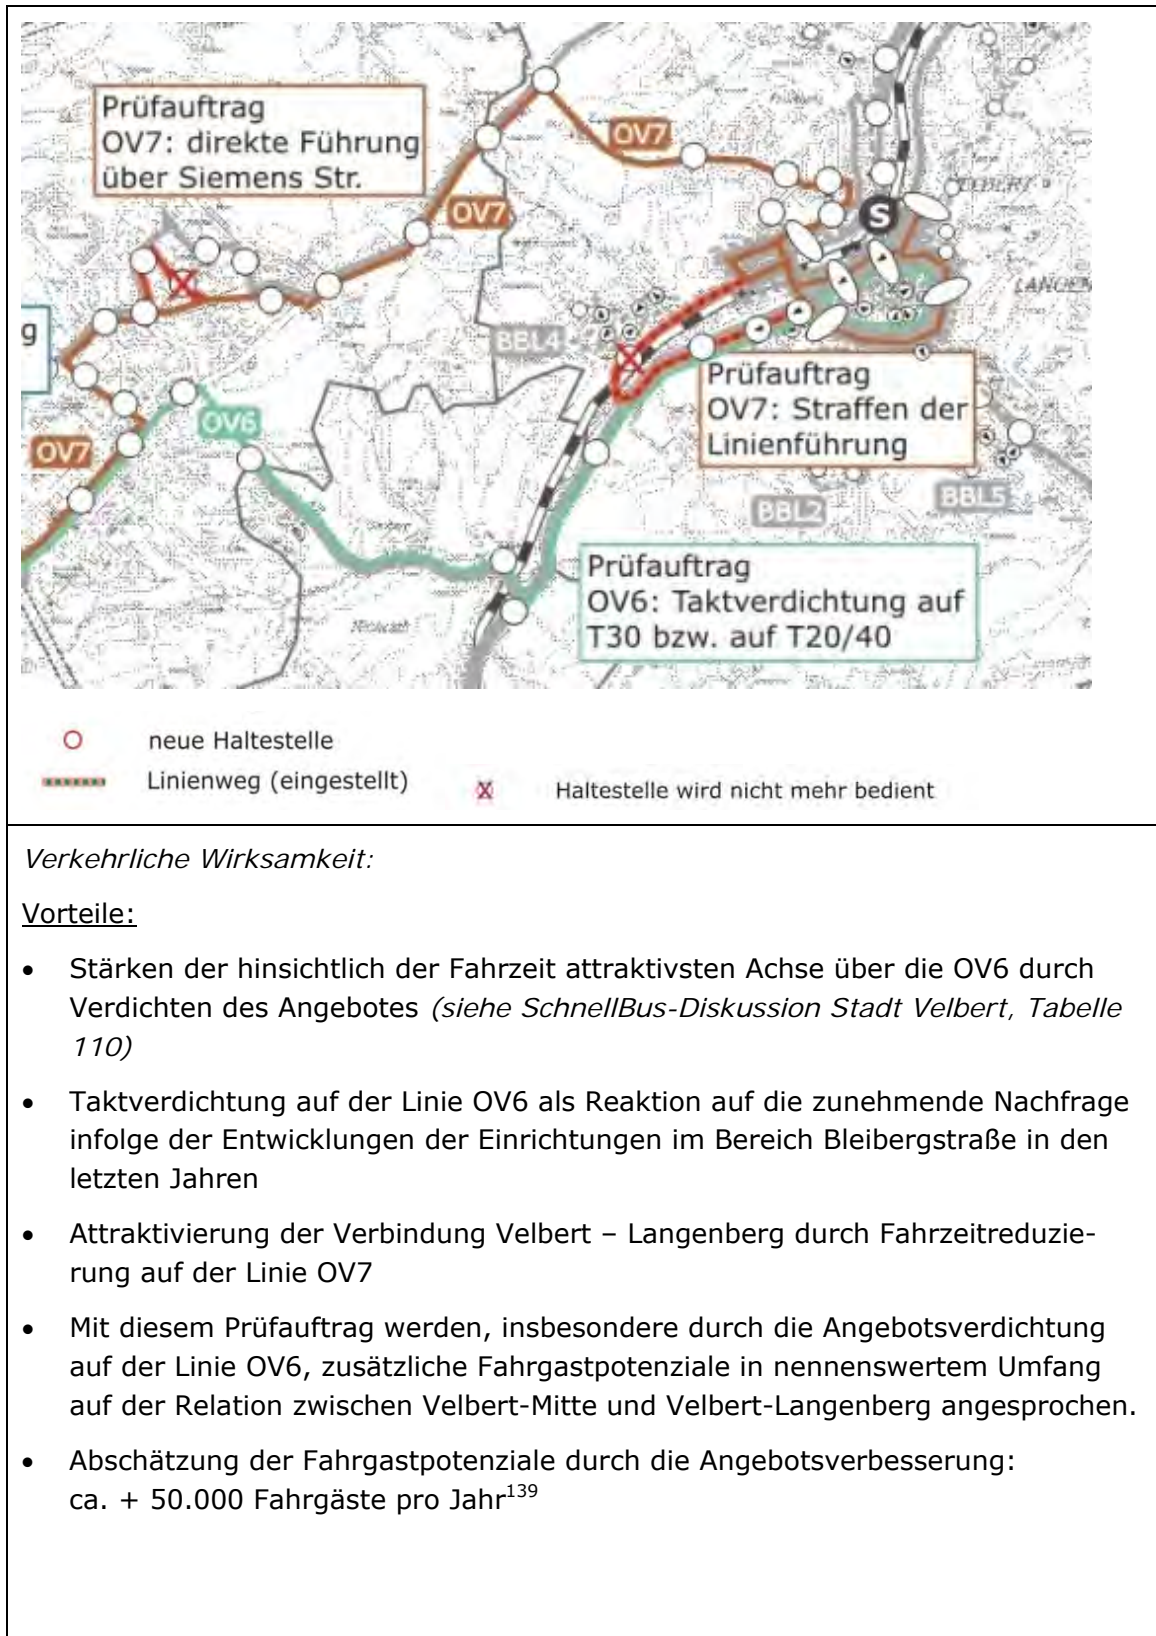 Prüfauftrag
OV7: direkte Führung
über Siemens Str.
OV7
OV7
S
LANGEN
g
BBL4
OV6
OV7
Prüfauftrag
OV7: Straffen der
Linienführung
BBL2
BBL5
Prüfauftrag
OV6: Taktverdichtung auf
T30 bzw. auf T20/40
neue Haltestelle
Linienweg (eingestellt)
Haltestelle wird nicht mehr bedient
Verkehrliche Wirksamkeit:
Vorteile:
• Stärken der hinsichtlich der Fahrzeit attraktivsten Achse über die OV6 durch
Verdichten des Angebotes (siehe SchnellBus-Diskussion Stadt Velbert, Tabelle
110)
• Taktverdichtung auf der Linie OV6 als Reaktion auf die zunehmende Nachfrage
infolge der Entwicklungen der Einrichtungen im Bereich Bleibergstraße in den
letzten Jahren
• Attraktivierung der Verbindung Velbert – Langenberg durch Fahrzeitreduzie-
rung auf der Linie OV7
• Mit diesem Prüfauftrag werden, insbesondere durch die Angebotsverdichtung
auf der Linie OV6, zusätzliche Fahrgastpotenziale in nennenswertem Umfang
auf der Relation zwischen Velbert-Mitte und Velbert-Langenberg angesprochen.
• Abschätzung der Fahrgastpotenziale durch die Angebotsverbesserung:
ca. + 50.000 Fahrgäste pro Jahr139